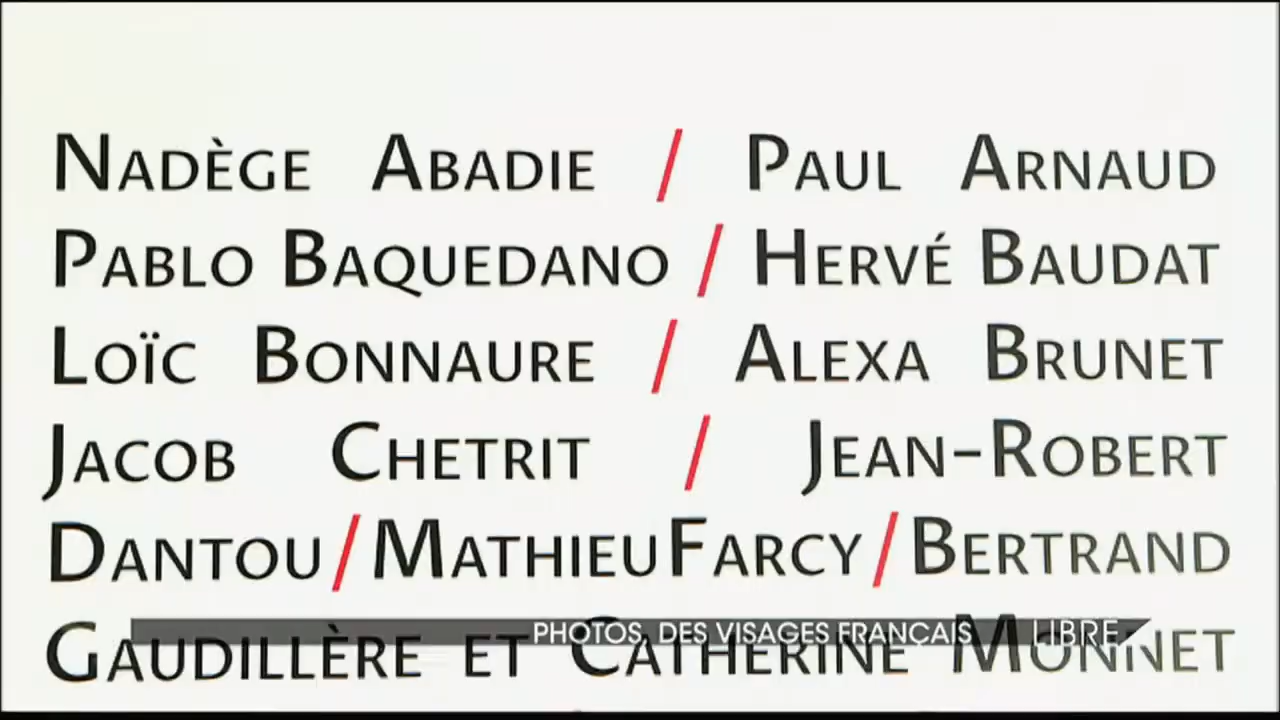 NADÈGE ABADIE / PAUL ARNAUD
PABLO BAQUEDANO / HERVÉ BAUDAT
LOÏC BONNAURE / ALEXA BRUNET
JACOB CHETRIT / JEAN-ROBERT
DANTOU/MATHIEU FARCY/BERTRAND
GAUDILLÈRE ET CATHERINE MONNET
PHOTOS, DES VISAGES FRANÇAIS LIBRE